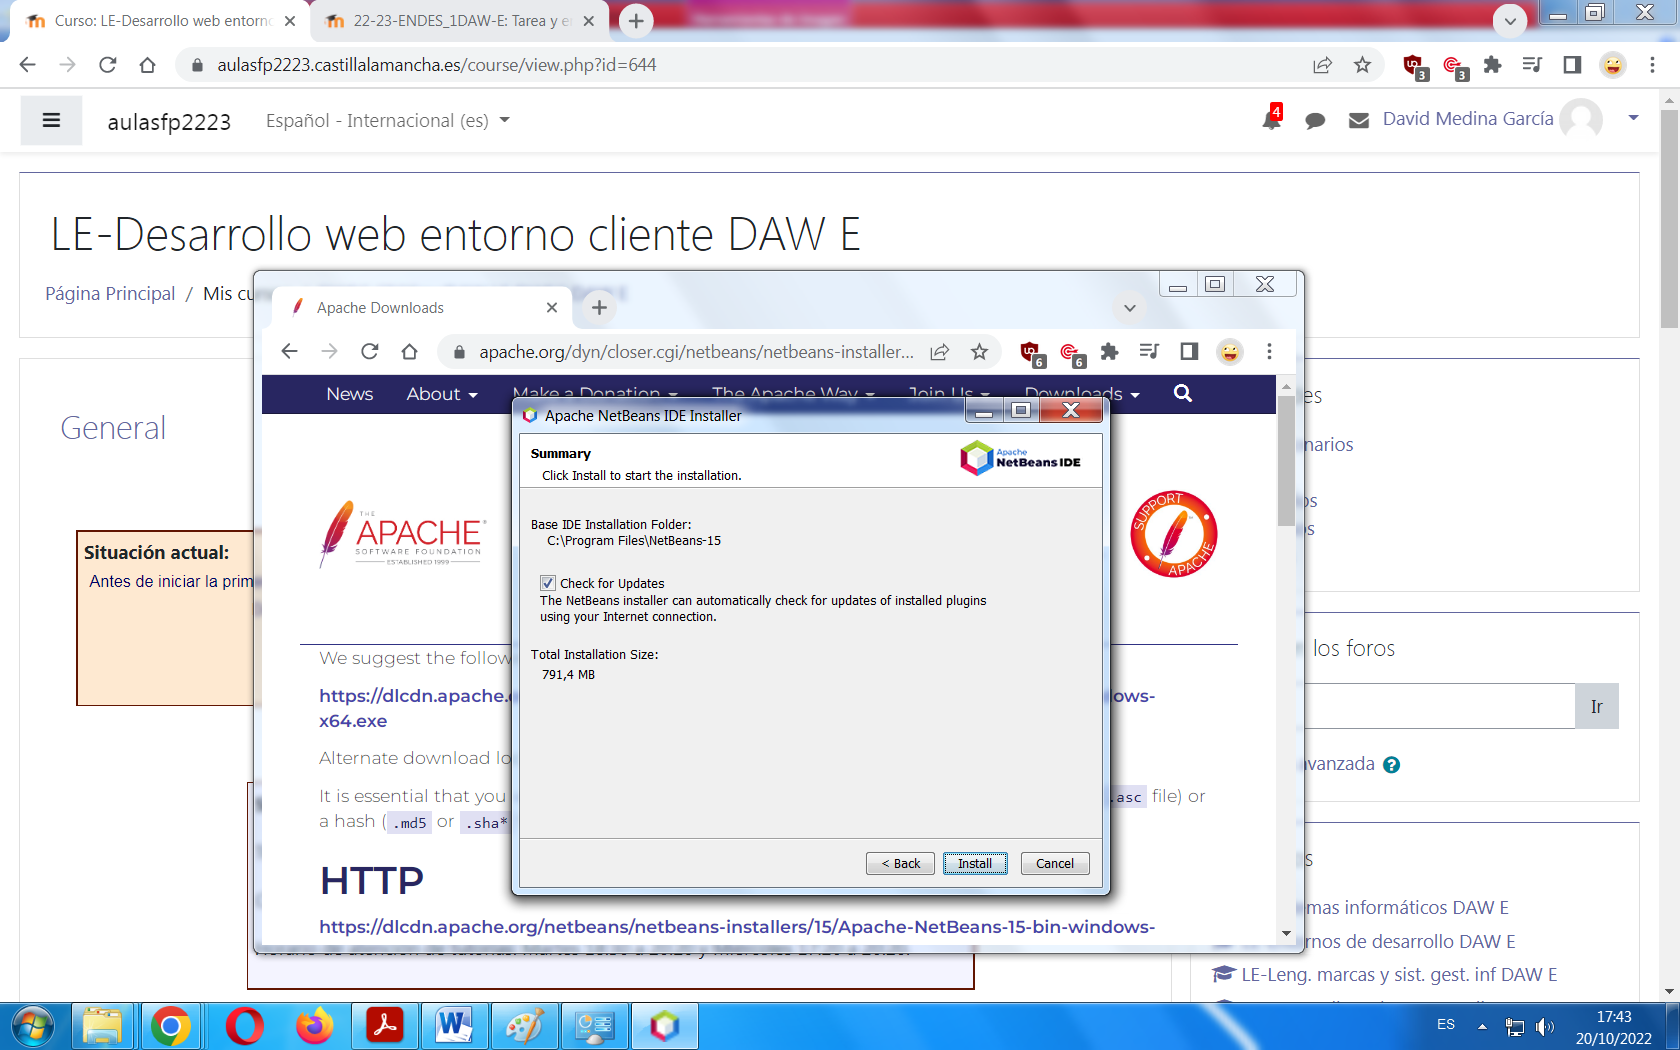 Curso: LE-Desarrollo web entorno
22-23-ENDES_1DAW-E: Tarea y e
aulasfp2223.castillalamancha.es/course/view.php?id=644
3
3
aulasfp2223
Español - Internacional (es)
4
David Medina García
LE-Desarrollo web entorno cliente DAW E
Página Principal / Mis cu
General
Situación actual:
Antes de iniciar la prim
Apache Downloads
apache.org/dyn/closer.cgi/netbeans/netbeans-installer...
6
6
News
About
Make a Donation
The Apache Way
Join Us
Downloads
THE
APACHE
SOFTWARE FOUNDATION
ESTABLISHED 1999
SUPPORT
APACHE
We suggest the follow
https://dlcdn.apache.
ows-
x64.exe
Alternate download lo
It is essential that you
.asc file) or
a hash ( .md5 or .sha*
HTTP
https://dlcdn.apache.org/netbeans/netbeans-installers/15/Apache-NetBeans-15-bin-windows-
Apache NetBeans IDE Installer
Summary
Click Install to start the installation.
Apache
NetBeans IDE
Base IDE Installation Folder:
C:\Program Files\NetBeans-15
Check for Updates
The NetBeans installer can automatically check for updates of installed plugins
using your Internet connection.
Total Installation Size:
791,4 MB
< Back
Install
Cancel
es
narios
os
os
los foros
Ir
avanzada
s
mas informáticos DAW E
rnos de desarrollo DAW E
LE-Leng. marcas y sist. gest. inf DAW E
ES
17:43
20/10/2022